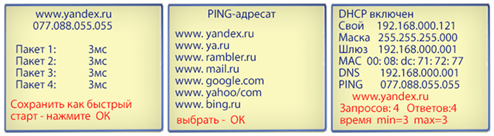 www.yandex.ru
077.088.055.055
Пакет 1: 3мс
Пакет 2: 3мс
Пакет 3: 3мс
Пакет 4: 3мс
Сохранить как быстрый
старт - нажмите OK
PING-адресат
www. yandex.ru
www. ya.ru
www. rambler.ru
www. mail.ru
www. google.com
www. yahoo/com
www. bing.ru
выбрать - OK
DHCP включен
Свой 192.168.000.121
Маска 255.255.255.000
Шлюз 192.168.000.001
MAC 00: 08: dc: 71: 72: 77
DNS 192.168.000.001
PING 077.088.055.055
www.yandex.ru
Запросов: 4 Ответов:4
время min=3 max=3